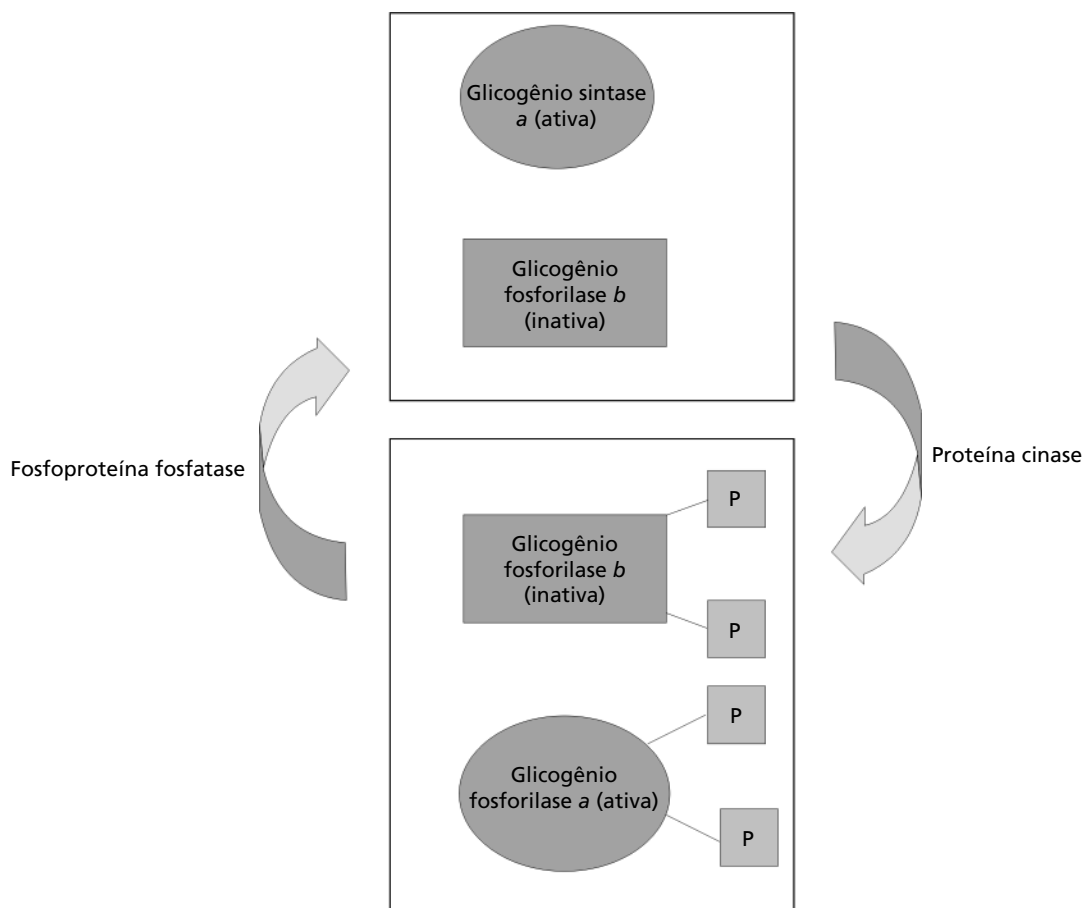 Glicogênio sintase
a (ativa)
Glicogênio
fosforilase b
(inativa)
Fosfoproteína fosfatase
Proteína cinase
Glicogênio
fosforilase b
(inativa)
P
P
P
Glicogênio
fosforilase a (ativa)
P